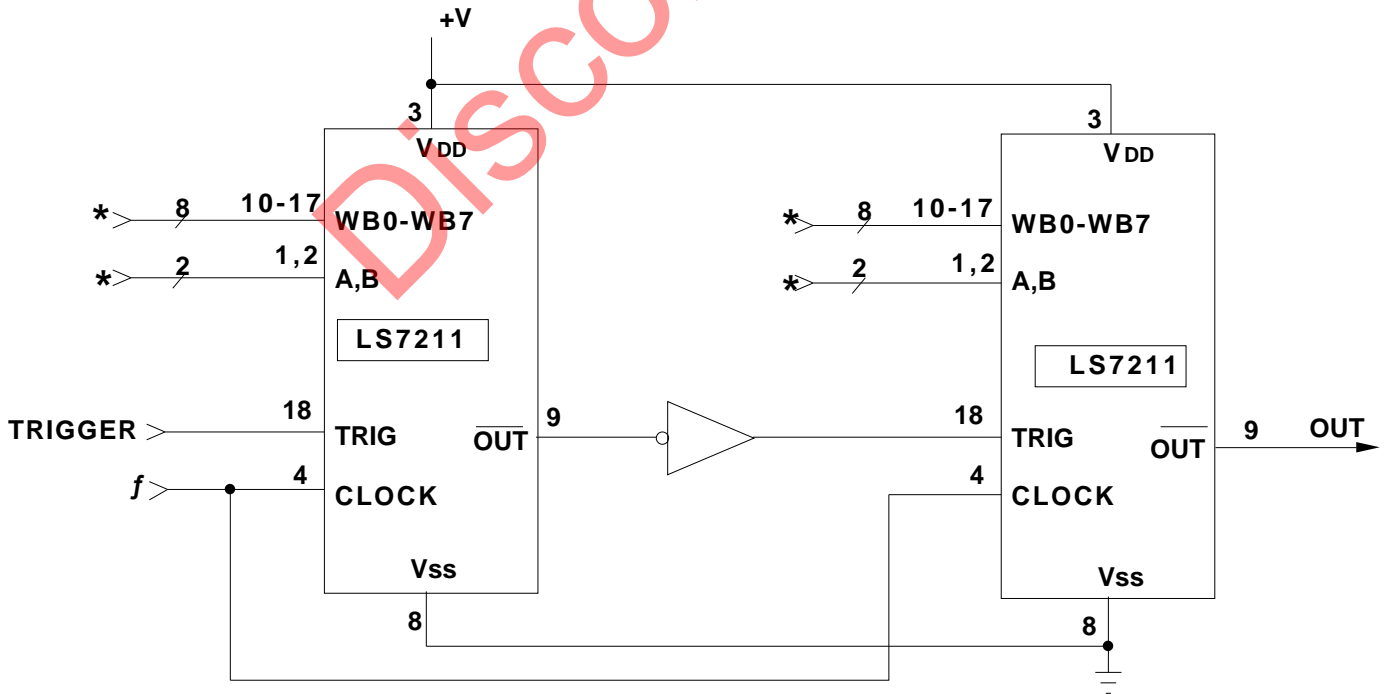 +V
3
VDD
3
VDD
* 8 10-17 WB0-WB7
* 8 10-17 WB0-WB7
* 2 1,2 A,B
* 2 1,2 A,B
LS7211
LS7211
TRIGGER 18 TRIG
OUT 9
18 TRIG
OUT 9 OUT
f 4 CLOCK
4 CLOCK
Vss
8
Vss
8
Disco